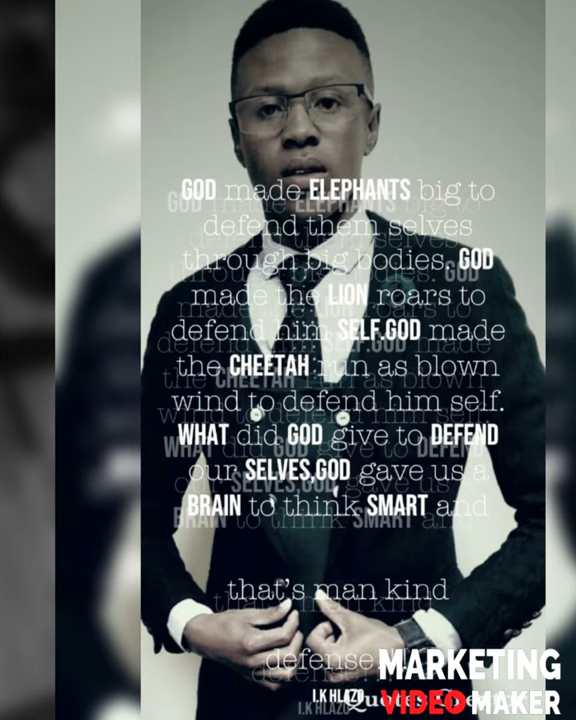 GOD made ELEPHANTS big to
defend them selves
through big bodies. GOD
made the LION roars to
defend him SELF.GOD made
the CHEETAH run as blown
wind to defend him self.
WHAT did GOD give to DEFEND
our SELVES,GOD gave us a
BRAIN to think SMART and
that's man kind
defense
I.K HLAZO
Quotes Creator
MARKETING
VIDEO MAKER